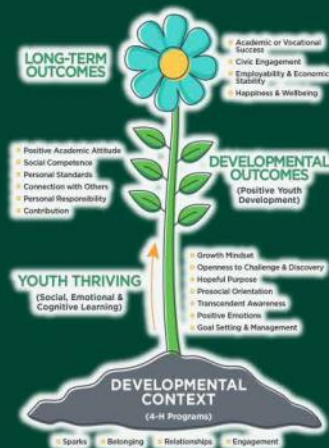 LONG-TERM
OUTCOMES
Academic or Vocational
Success
Civic Engagement
Employability & Economic
Stability
Happiness & Wellbeing
Positive Academic Attitude
Social Competence
Personal Standards
Connection with Others
Personal Responsibility
Contribution
DEVELOPMENTAL
OUTCOMES
(Positive Youth
Development)
YOUTH THRIVING
(Social, Emotional &
Cognitive Learning)
Growth Mindset
Openness to Challenge & Discovery
Hopeful Purpose
Prosocial Orientation
Transcendent Awareness
Positive Emotions
Goal Setting & Management
DEVELOPMENTAL
CONTEXT
(4-H Programs)
Sparks Belonging Relationships Engagement